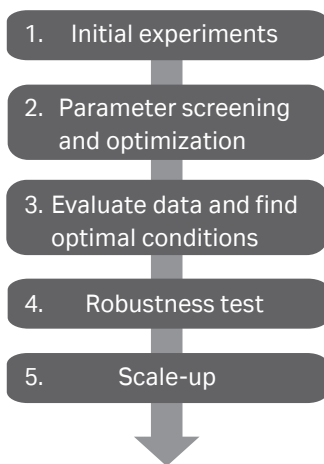 1. Initial experiments
2. Parameter screening
and optimization
3. Evaluate data and find
optimal conditions
4. Robustness test
5. Scale-up